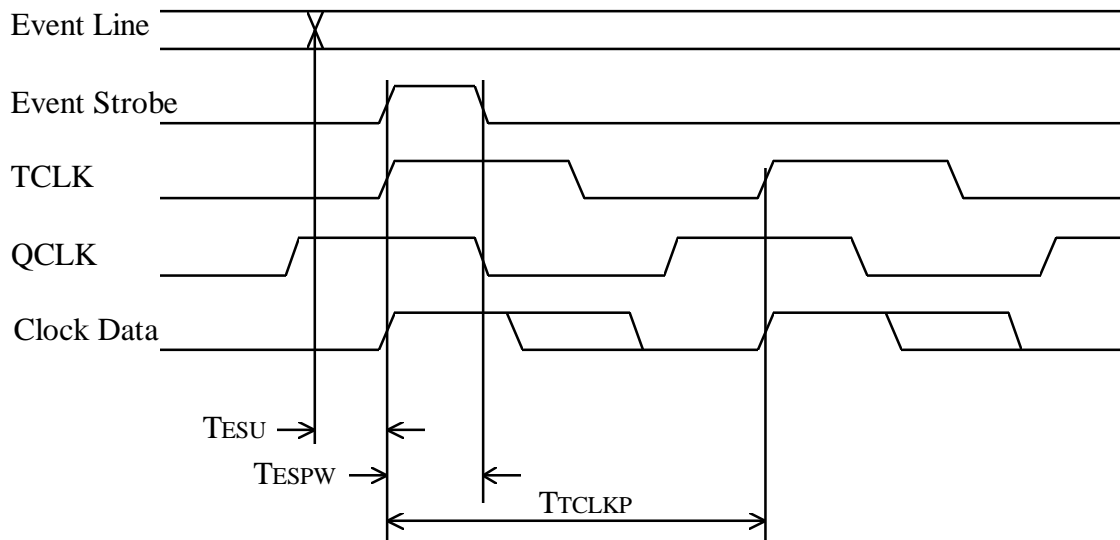 Event Line
Event Strobe
TCLK
QCLK
Clock Data
TESU
TESPW
TTCLKP